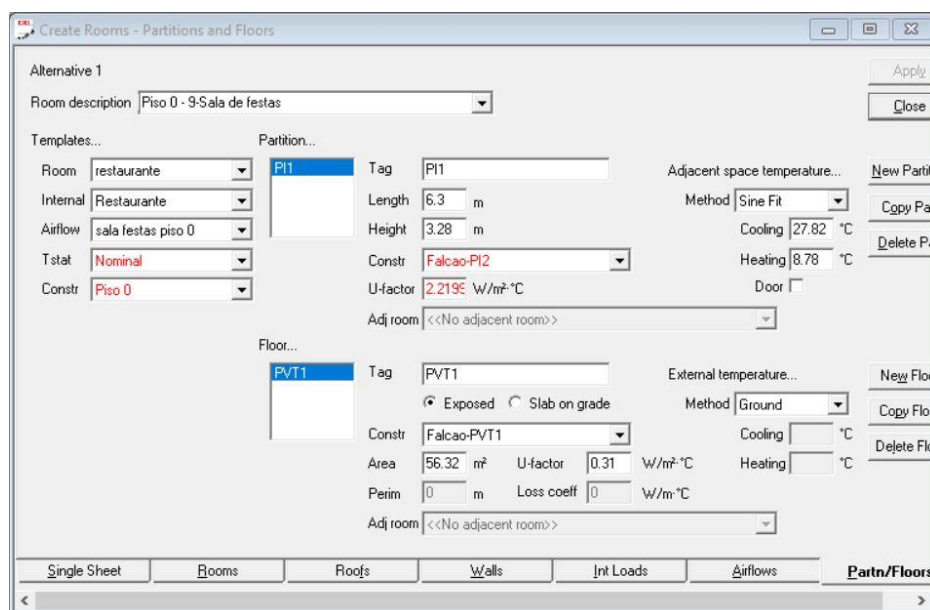 Create Rooms - Partitions and Floors
Alternative 1
Apply
Room description Piso 0 - 9-Sala de festas
Close
Templates...
Partition...
Room restaurante
PI1
Tag PI1
Adjacent space temperature...
New Partit
Internal Restaurante
Length 6.3 m
Method Sine Fit
Copy Pa
Airflow sala festas piso 0
Height 3.28 m
Cooling 27.82 °C
Delete Pa
Tstat Nominal
Constr Falcao-PI2
Heating 8.78 °C
Constr Piso 0
U-factor 2.2199 W/m²·°C
Door
Adj room <<No adjacent room>>
Floor...
PVT1
Tag PVT1
External temperature...
New Floo
Exposed Slab on grade
Method Ground
Copy Flo
Constr Falcao-PVT1
Cooling °C
Delete Flo
Area 56.32 m² U-factor 0.31 W/m²·°C
Heating °C
Perim 0 m Loss coeff 0 W/m·°C
Adj room <<No adjacent room>>
Single Sheet Rooms Roofs Walls Int Loads Airflows Partn/Floors